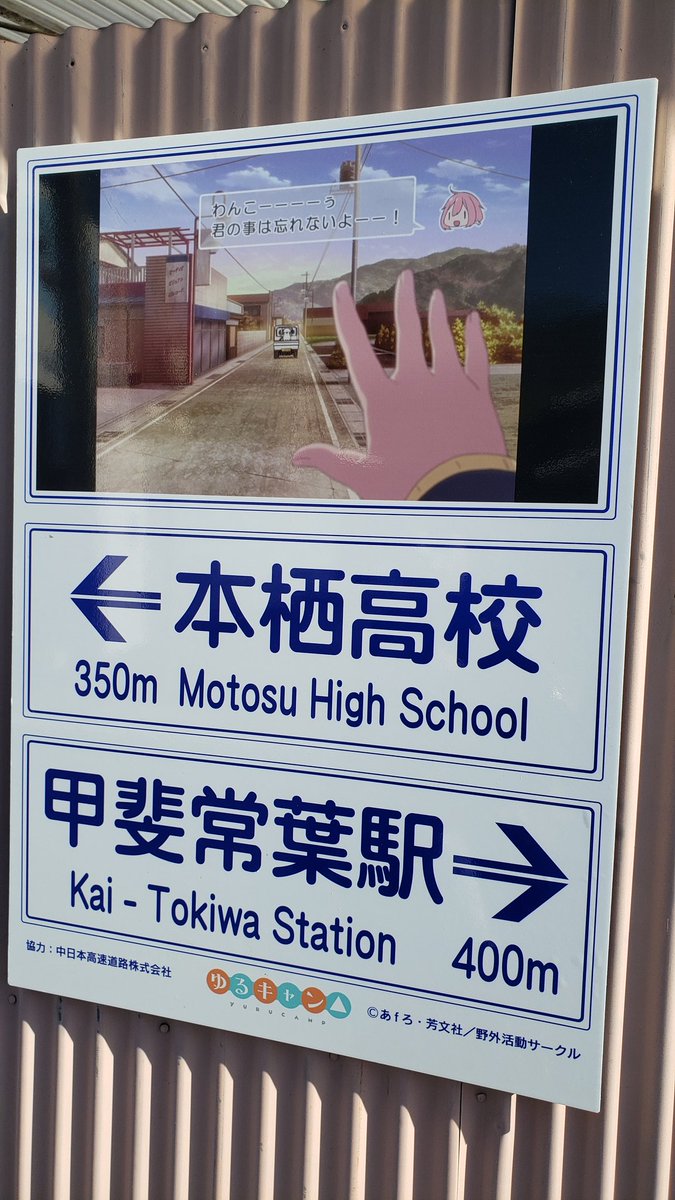 わんこーーーーぅ
君の事は忘れないよーー！
本栖高校
350m Motosu High School
甲斐常葉駅
Kai - Tokiwa Station
400m
協力：中日本高速道路株式会社
ゆるキャン△
YURUCAMP
©あfろ・芳文社／野外活動サークル